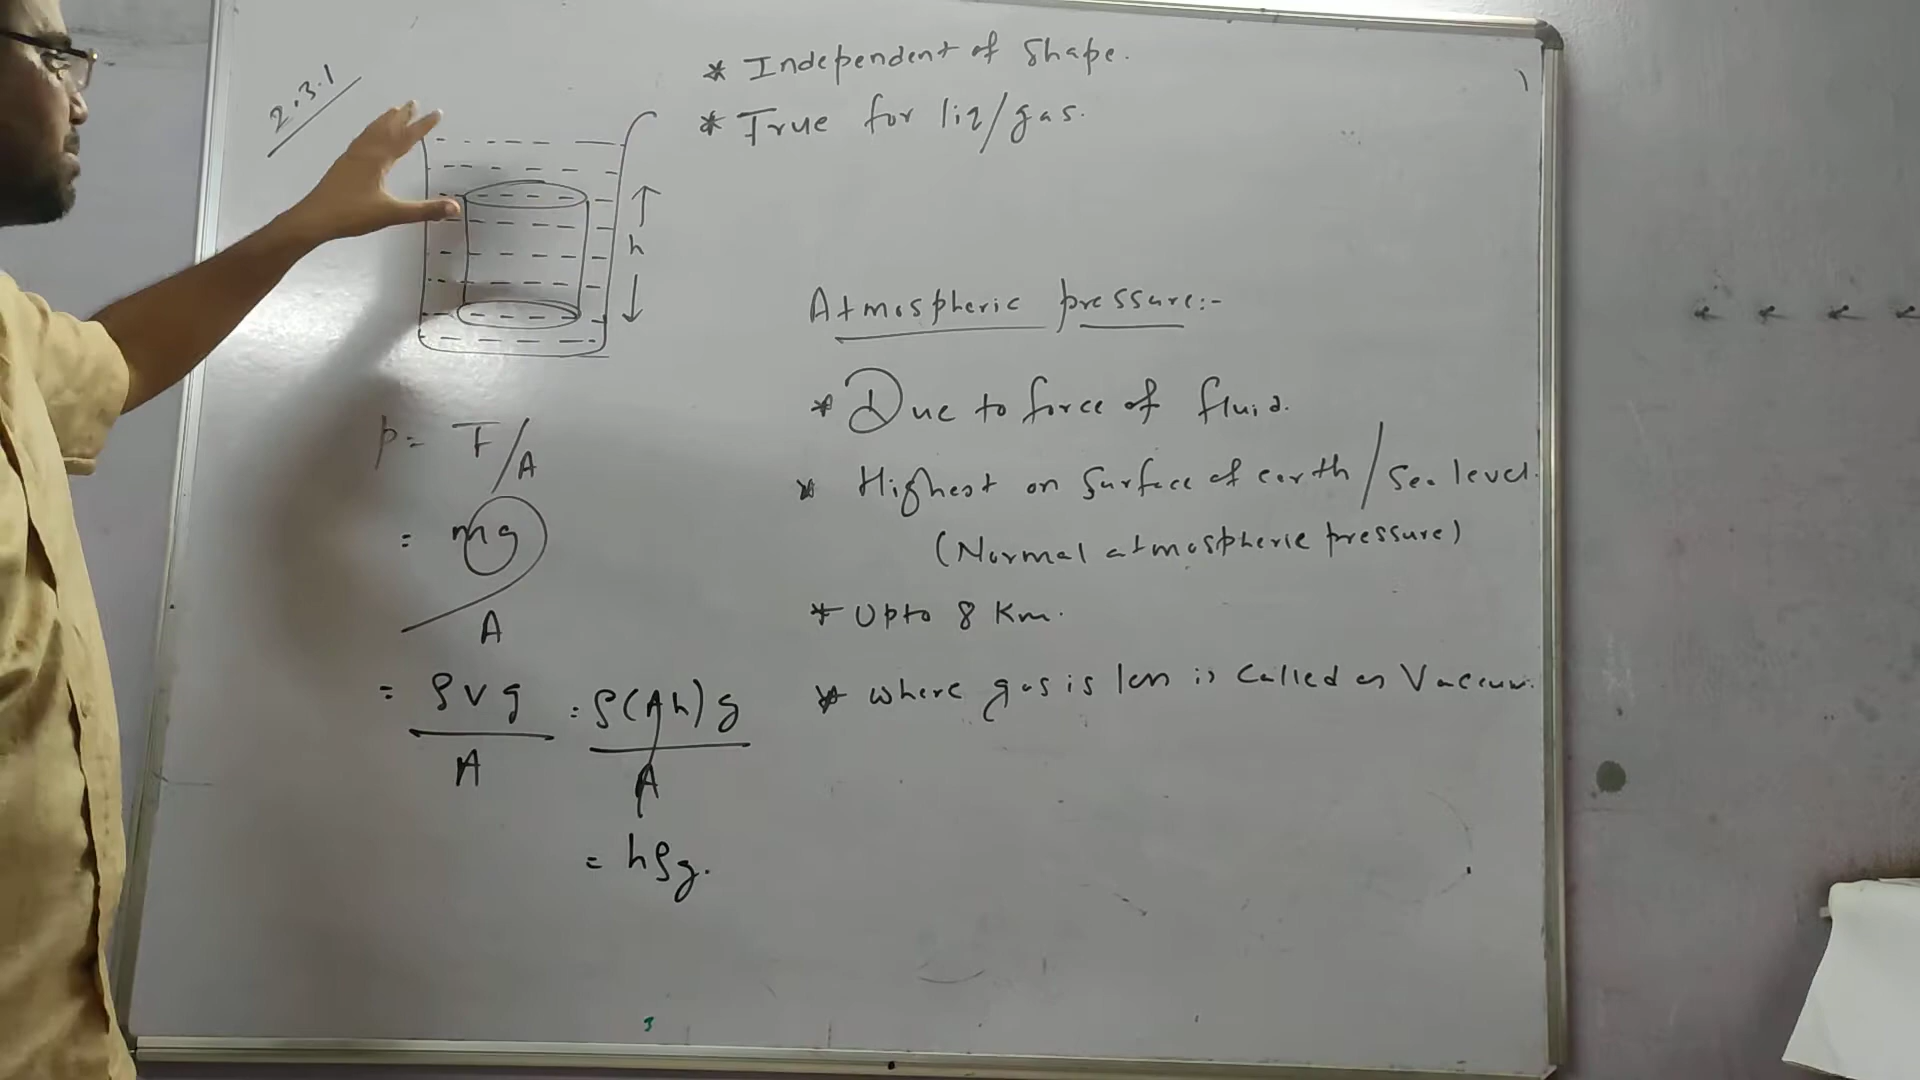 2.3.1
* Independent of Shape.
* True for liq/gas.
h
P = F/A
= mg
A
= ρVg = ρ(Ah)g
A A
= hρg.
Atmospheric pressure:-
* Due to force of fluid.
* Highest on Surface of earth / Sea level.
(Normal atmospheric pressure)
* Upto 8 Km.
* where gas is less is Called as Vaccum.